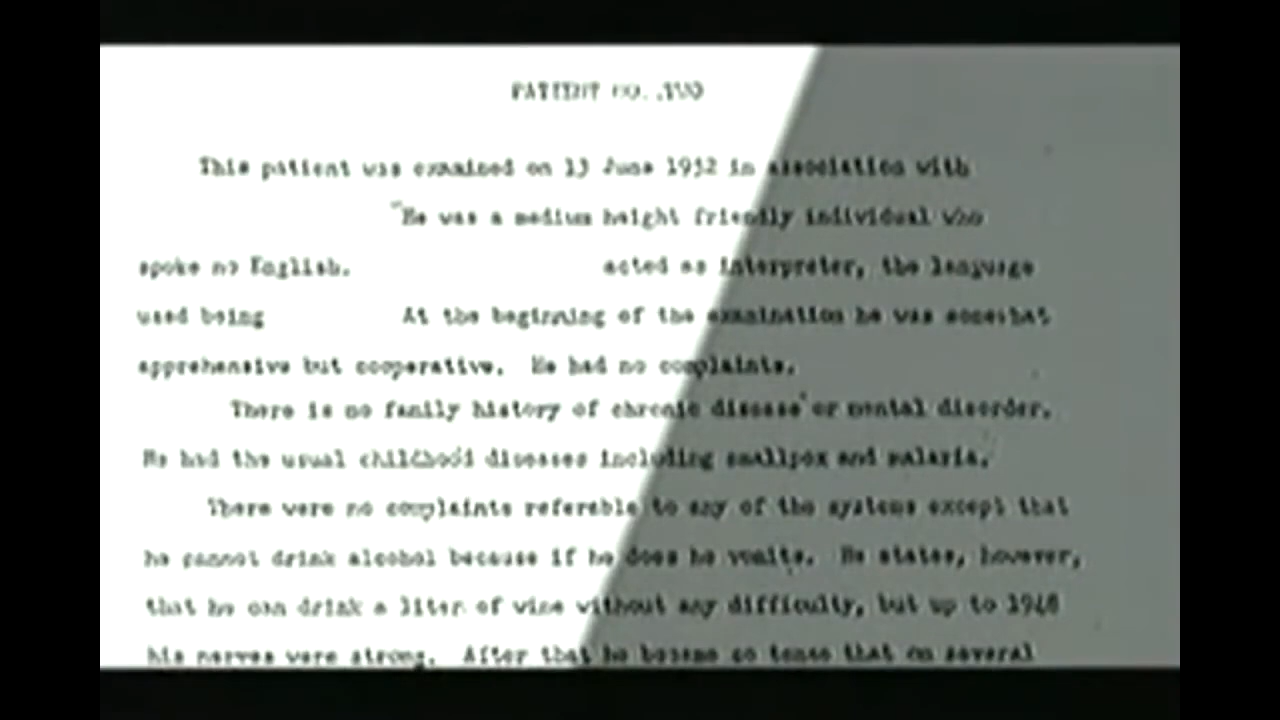 PATIENT NO. TWO
This patient was examined on 13 June 1952 in association with
"He was a medium height friendly individual who
spoke no English. acted as interpreter, the language
used being At the beginning of the examination he was somewhat
apprehensive but cooperative. He had no complaints.
There is no family history of chronic disease or mental disorder.
He had the usual childhood diseases including smallpox and malaria.
There were no complaints referable to any of the systems except that
he cannot drink alcohol because if he does he vomits. He states, however,
that he can drink a liter of wine without any difficulty, but up to 1948
his nerves were strong. After that he became so tense that on several